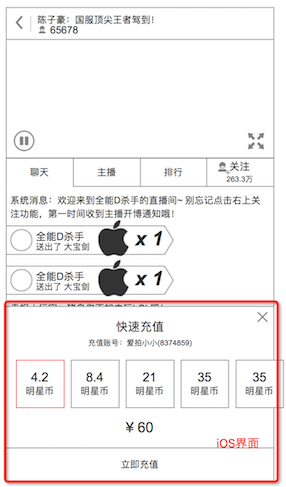 陈子豪：国服顶尖王者驾到！
65678
聊天
主播
排行
关注
263.3万
系统消息：欢迎来到全能D杀手的直播间~ 别忘记点击右上关
注功能，第一时间收到主播开博通知哦！
全能D杀手
送出了 大宝剑
x 1
全能D杀手
送出了 大宝剑
x 1
快速充值
充值账号：爱拍小小(8374859)
4.2
明星币
8.4
明星币
21
明星币
35
明星币
35
明星币
¥ 60
iOS界面
立即充值